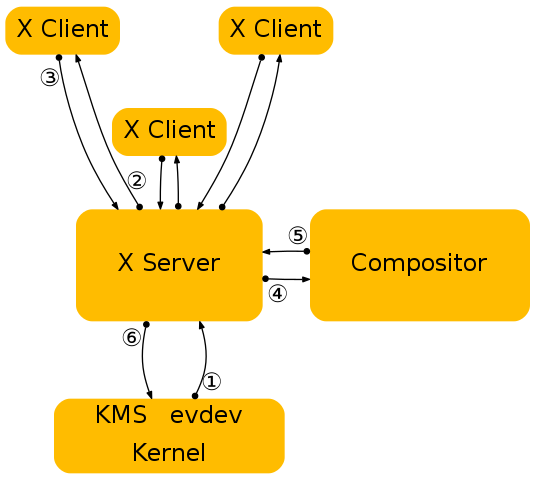 X Client
X Client
③
X Client
②
X Server
⑤
Compositor
④
⑥
①
KMS evdev
Kernel